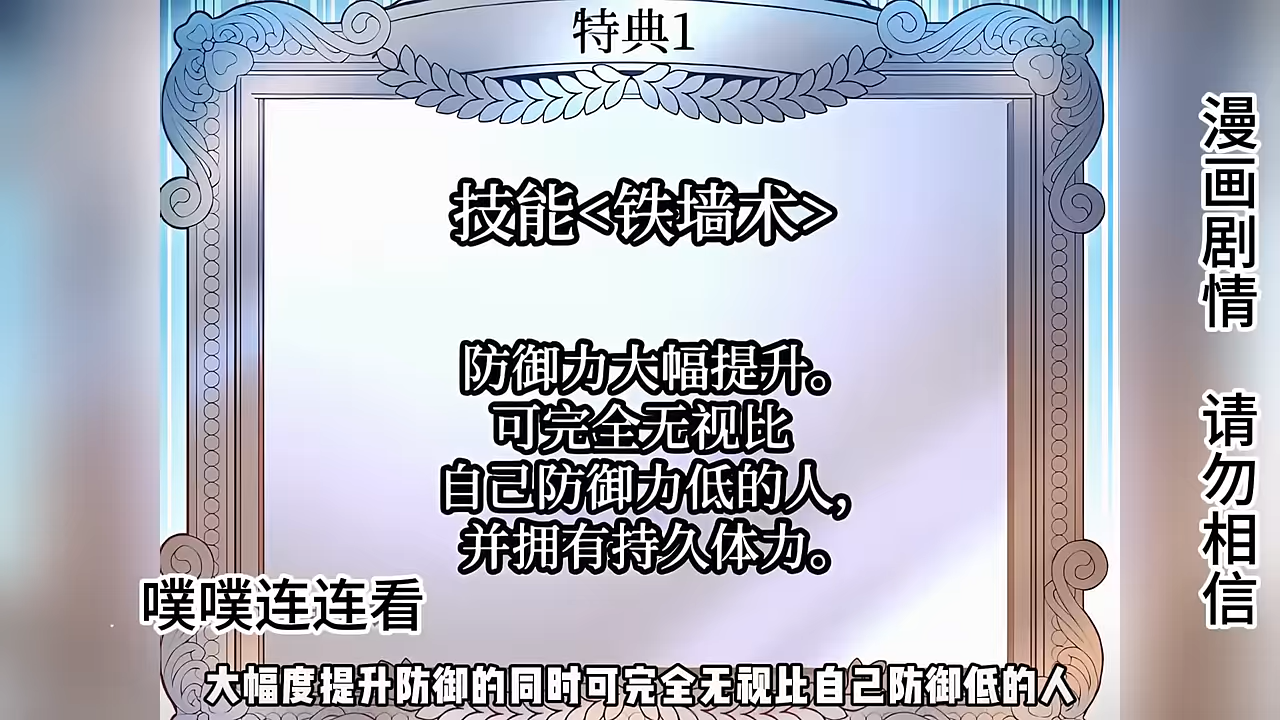 特典1
技能<铁墙术>
防御力大幅提升。
可完全无视比
自己防御力低的人,
并拥有持久体力。
漫画剧情 请勿相信
噗噗连连看
大幅度提升防御的同时可完全无视比自己防御低的人